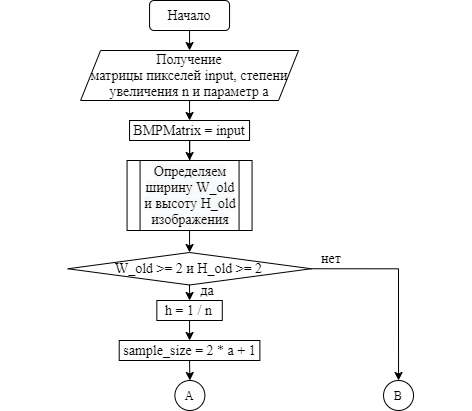 Начало
Получение
матрицы пикселей input, степени
увеличения n и параметр a
BMPMatrix = input
Определяем
ширину W_old
и высоту H_old
изображения
W_old >= 2 и H_old >= 2
нет
да
h = 1 / n
sample_size = 2 * a + 1
A
B